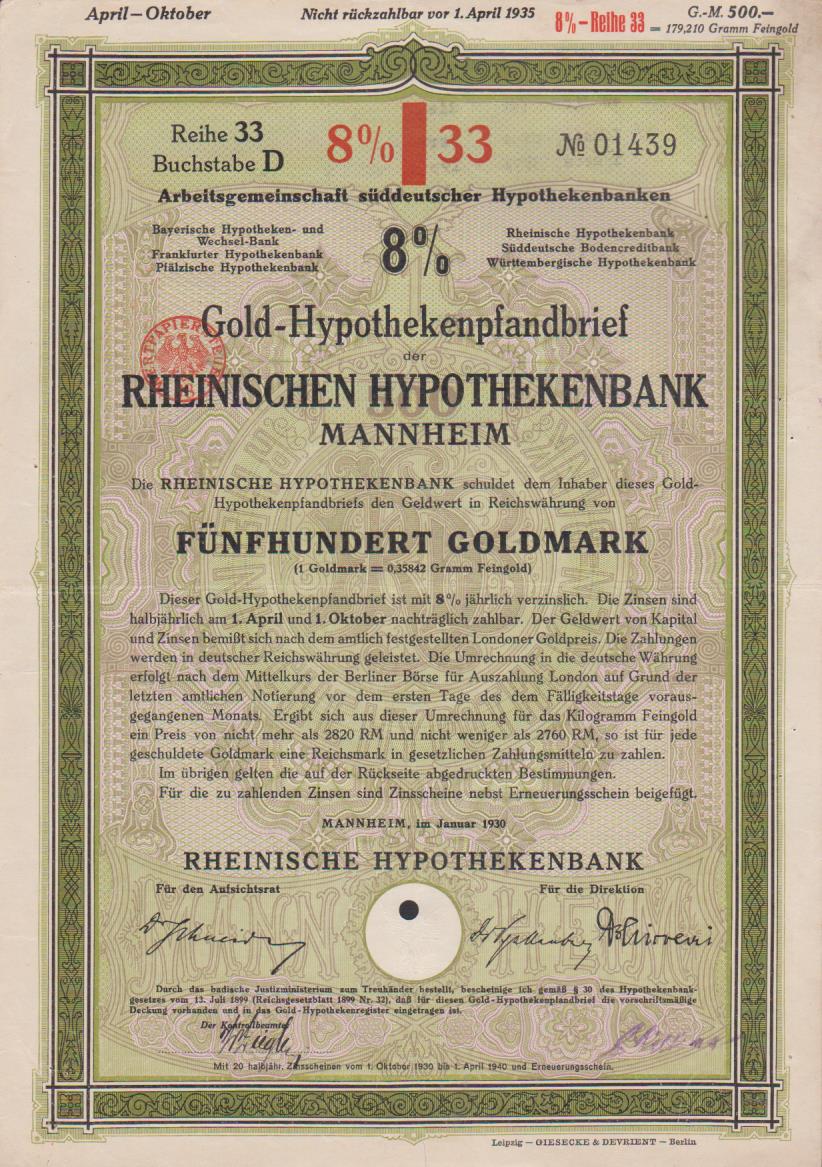 April – Oktober
Nicht rückzahlbar vor 1. April 1935
8%–Reihe 33
G.-M. 500.—
= 179,210 Gramm Feingold
Reihe 33
Buchstabe D
8% 33
№ 01439
Arbeitsgemeinschaft süddeutscher Hypothekenbanken
Bayerische Hypotheken- und
Wechsel-Bank
Frankfurter Hypothekenbank
Pfälzische Hypothekenbank
8%
Rheinische Hypothekenbank
Süddeutsche Bodencreditbank
Württembergische Hypothekenbank
Gold-Hypothekenpfandbrief
der
RHEINISCHEN HYPOTHEKENBANK
MANNHEIM
Die RHEINISCHE HYPOTHEKENBANK schuldet dem Inhaber dieses Gold-
Hypothekenpfandbriefs den Geldwert in Reichswährung von
FÜNFHUNDERT GOLDMARK
(1 Goldmark = 0,35842 Gramm Feingold)
Dieser Gold-Hypothekenpfandbrief ist mit 8% jährlich verzinslich. Die Zinsen sind
halbjährlich am 1. April und 1. Oktober nachträglich zahlbar. Der Geldwert von Kapital
und Zinsen bemißt sich nach dem amtlich festgestellten Londoner Goldpreis. Die Zahlungen
werden in deutscher Reichswährung geleistet. Die Umrechnung in die deutsche Währung
erfolgt nach dem Mittelkurs der Berliner Börse für Auszahlung London auf Grund der
letzten amtlichen Notierung vor dem ersten Tage des dem Fälligkeitstage voraus-
gegangenen Monats. Ergibt sich aus dieser Umrechnung für das Kilogramm Feingold
ein Preis von nicht mehr als 2820 RM und nicht weniger als 2760 RM, so ist für jede
geschuldete Goldmark eine Reichsmark in gesetzlichen Zahlungsmitteln zu zahlen.
Im übrigen gelten die auf der Rückseite abgedruckten Bestimmungen.
Für die zu zahlenden Zinsen sind Zinsscheine nebst Erneuerungsschein beigefügt.
MANNHEIM, im Januar 1930
RHEINISCHE HYPOTHEKENBANK
Für den Aufsichtsrat
Für die Direktion
Durch das badische Justizministerium zum Treuhänder bestellt, bescheinige ich gemäß § 30 des Hypothekenbank-
gesetzes vom 13. Juli 1899 (Reichsgesetzblatt 1899 Nr. 32), daß für diesen Gold-Hypothekenpfandbrief die vorschriftsmäßige
Deckung vorhanden und in das Gold-Hypothekenregister eingetragen ist.
Der Kontrollbeamte
Mit 20 halbjähr. Zinsscheinen vom 1. Oktober 1930 bis 1. April 1940 und Erneuerungsschein.
Leipzig – GIESECKE & DEVRIENT – Berlin